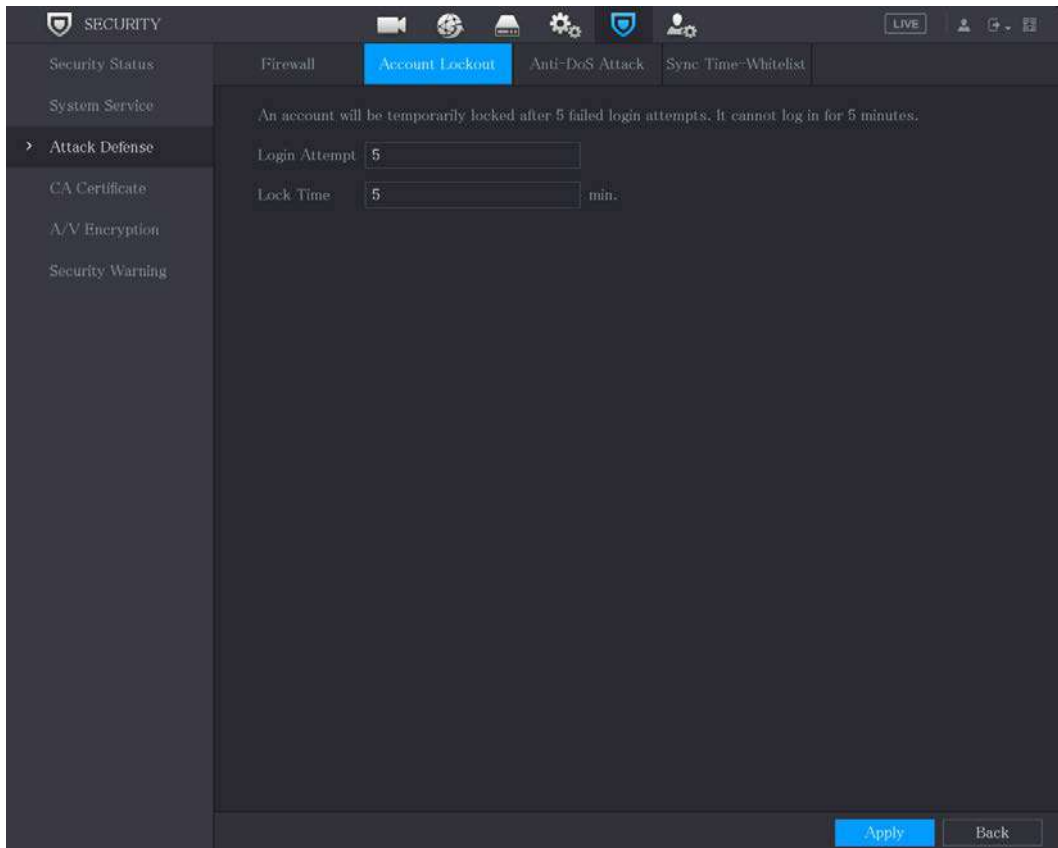 SECURITY
LIVE
Security Status
System Service
Attack Defense
CA Certificate
A/V Encryption
Security Warning
Firewall Account Lockout Anti-DoS Attack Sync Time-Whitelist
An account will be temporarily locked after 5 failed login attempts. It cannot log in for 5 minutes.
Login Attempt 5
Lock Time 5 min.
Apply Back